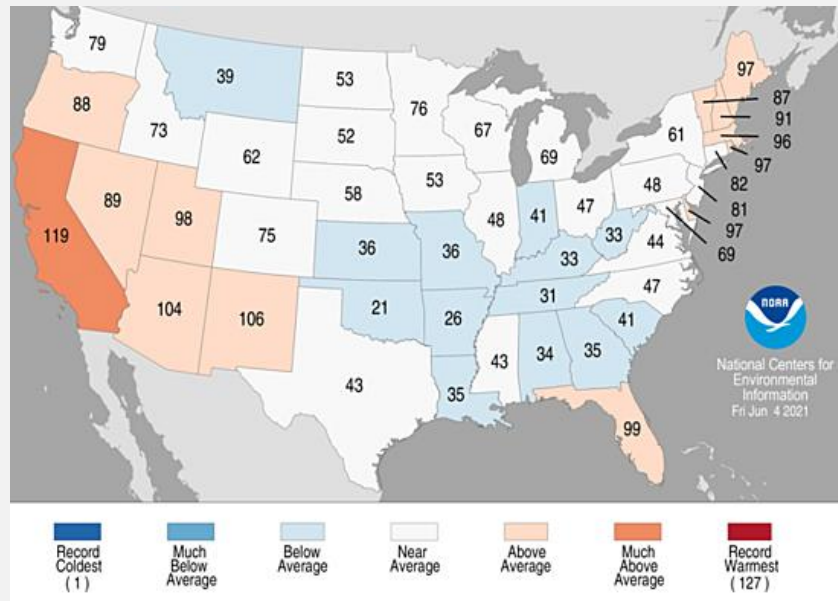 79
39
53
76
97
88
73
52
67
87
91
96
97
62
69
61
58
53
82
81
97
69
89
98
75
48
41
47
48
33
44
119
36
36
33
104
106
21
26
31
47
41
43
35
43
34
35
99
NOAA
National Centers for
Environmental
Information
Fri Jun 4 2021
Record
Coldest
(1)
Much
Below
Average
Below
Average
Near
Average
Above
Average
Much
Above
Average
Record
Warmest
(127)